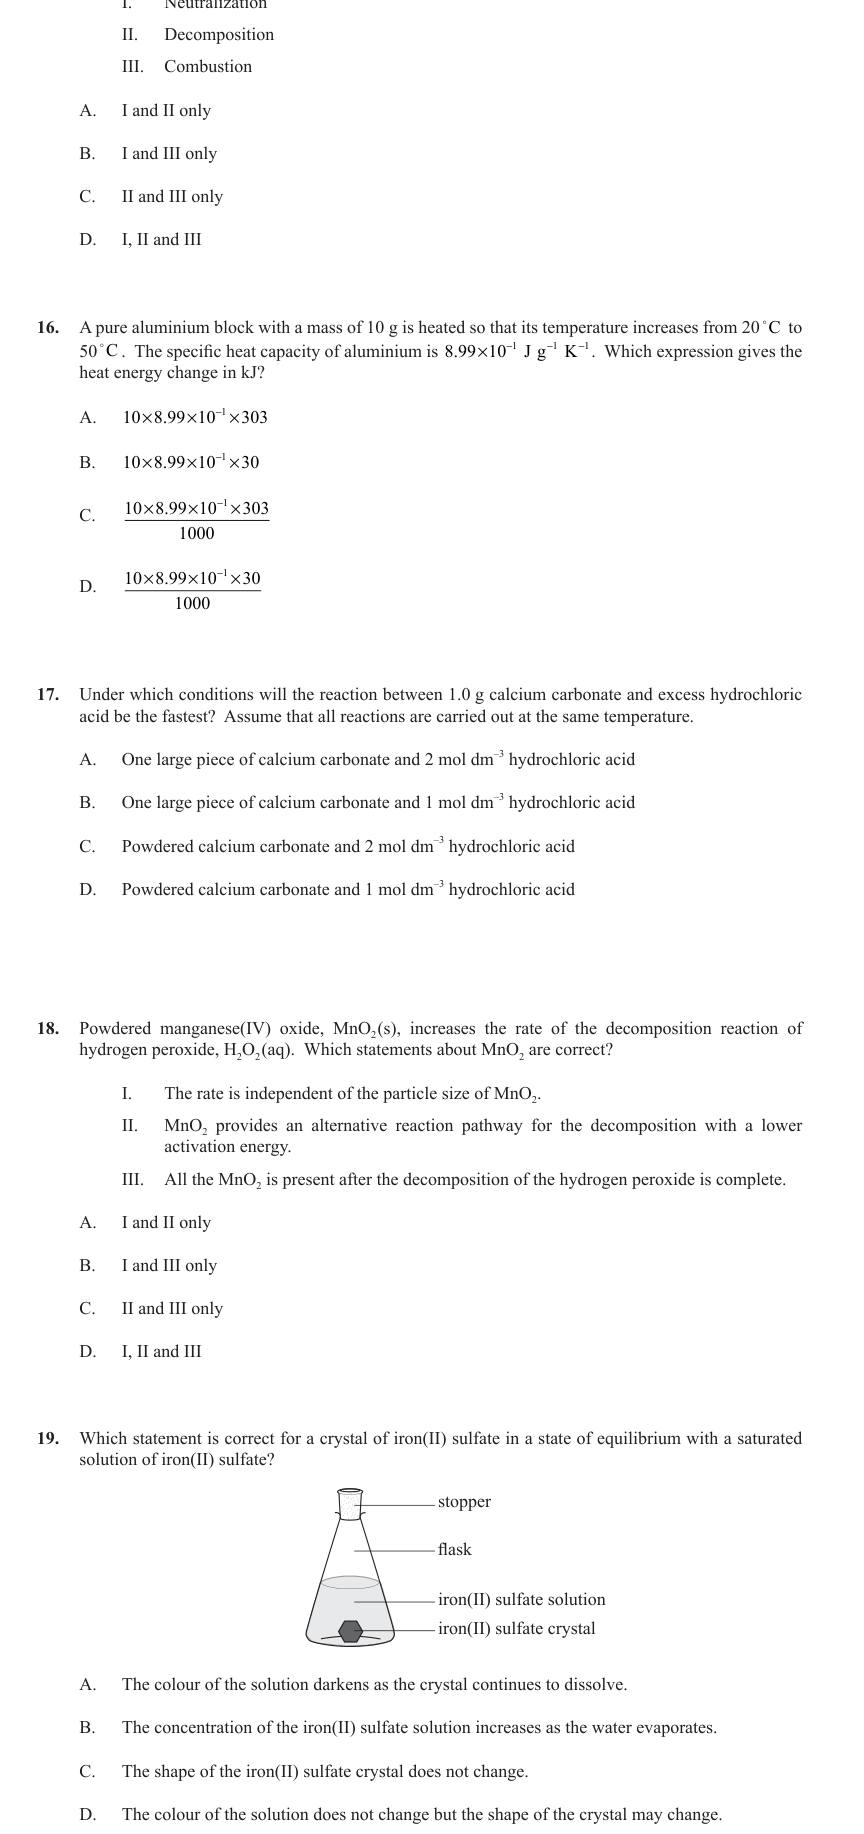 I. Neutralization
II. Decomposition
III. Combustion
A. I and II only
B. I and III only
C. II and III only
D. I, II and III
16. A pure aluminium block with a mass of 10 g is heated so that its temperature increases from 20˚C to
50˚C. The specific heat capacity of aluminium is 8.99×10⁻¹ J g⁻¹ K⁻¹. Which expression gives the
heat energy change in kJ?
A. 10×8.99×10⁻¹×303
B. 10×8.99×10⁻¹×30
C. 10×8.99×10⁻¹×303
1000
D. 10×8.99×10⁻¹×30
1000
17. Under which conditions will the reaction between 1.0 g calcium carbonate and excess hydrochloric
acid be the fastest? Assume that all reactions are carried out at the same temperature.
A. One large piece of calcium carbonate and 2 mol dm⁻³ hydrochloric acid
B. One large piece of calcium carbonate and 1 mol dm⁻³ hydrochloric acid
C. Powdered calcium carbonate and 2 mol dm⁻³ hydrochloric acid
D. Powdered calcium carbonate and 1 mol dm⁻³ hydrochloric acid
18. Powdered manganese(IV) oxide, MnO₂(s), increases the rate of the decomposition reaction of
hydrogen peroxide, H₂O₂(aq). Which statements about MnO₂ are correct?
I. The rate is independent of the particle size of MnO₂.
II. MnO₂ provides an alternative reaction pathway for the decomposition with a lower
activation energy.
III. All the MnO₂ is present after the decomposition of the hydrogen peroxide is complete.
A. I and II only
B. I and III only
C. II and III only
D. I, II and III
19. Which statement is correct for a crystal of iron(II) sulfate in a state of equilibrium with a saturated
solution of iron(II) sulfate?
stopper
flask
iron(II) sulfate solution
iron(II) sulfate crystal
A. The colour of the solution darkens as the crystal continues to dissolve.
B. The concentration of the iron(II) sulfate solution increases as the water evaporates.
C. The shape of the iron(II) sulfate crystal does not change.
D. The colour of the solution does not change but the shape of the crystal may change.